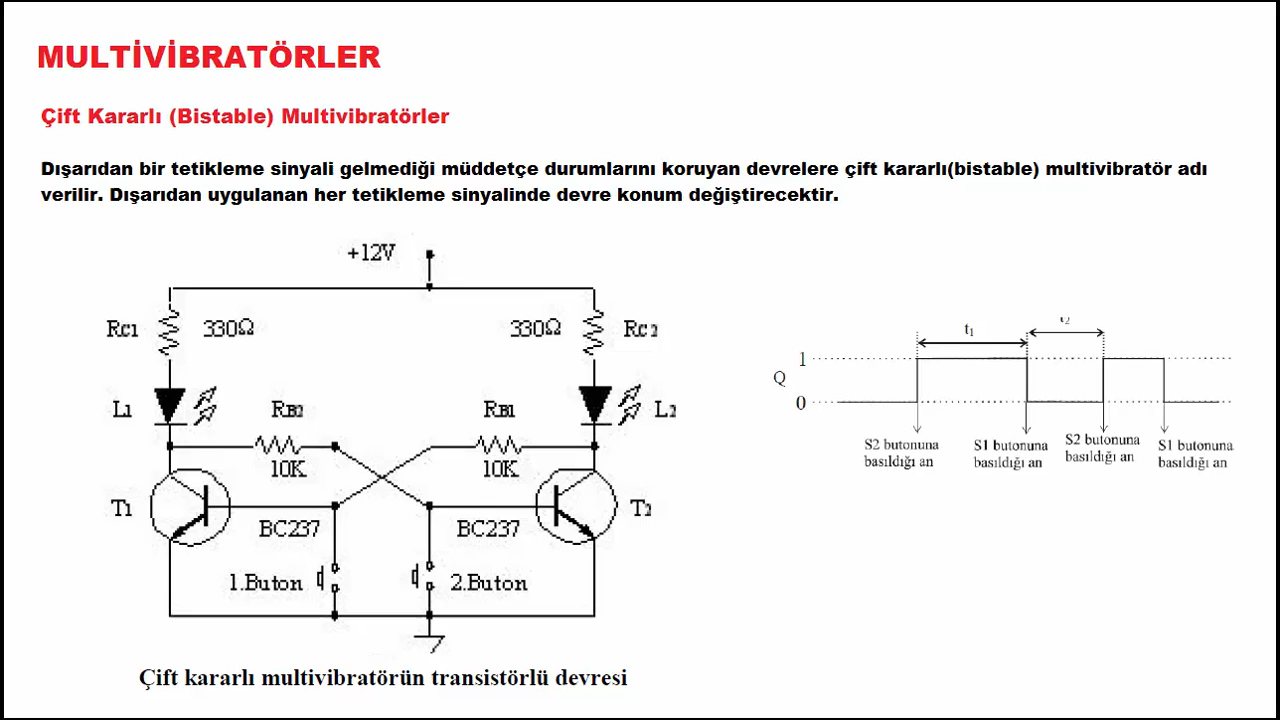 MULTİVİBRATÖRLER
Çift Kararlı (Bistable) Multivibratörler
Dışarıdan bir tetikleme sinyali gelmediği müddetçe durumlarını koruyan devrelere çift kararlı(bistable) multivibratör adı
verilir. Dışarıdan uygulanan her tetikleme sinyalinde devre konum değiştirecektir.
+12V
RC1 330Ω 330Ω RC2
L1 RB2 RB1 L2
10K 10K
T1 BC237 BC237 T2
1.Buton 2.Buton
Çift kararlı multivibratörün transistörlü devresi
t1 t2
1
Q
0
S2 butonuna
basıldığı an
S1 butonuna
basıldığı an
S2 butonuna
basıldığı an
S1 butonuna
basıldığı an